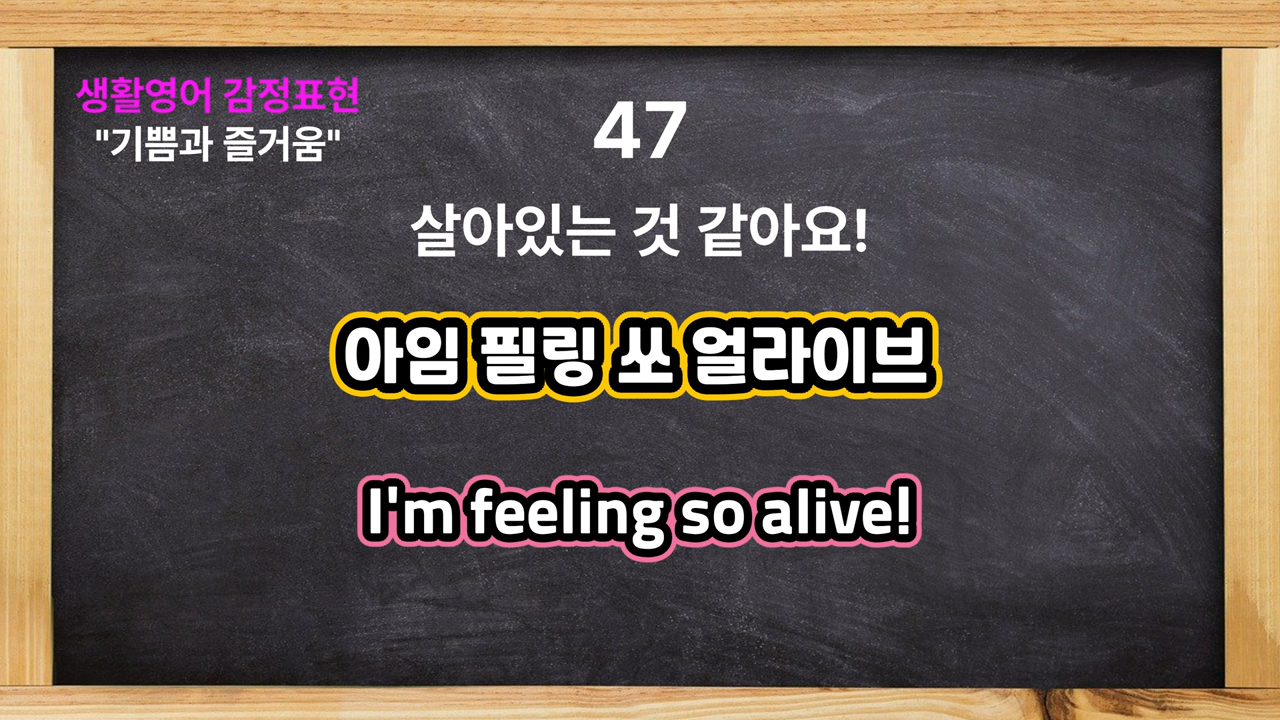 생활영어 감정표현
"기쁨과 즐거움"
47
살아있는 것 같아요!
아임 필링 쏘 얼라이브
I'm feeling so alive!